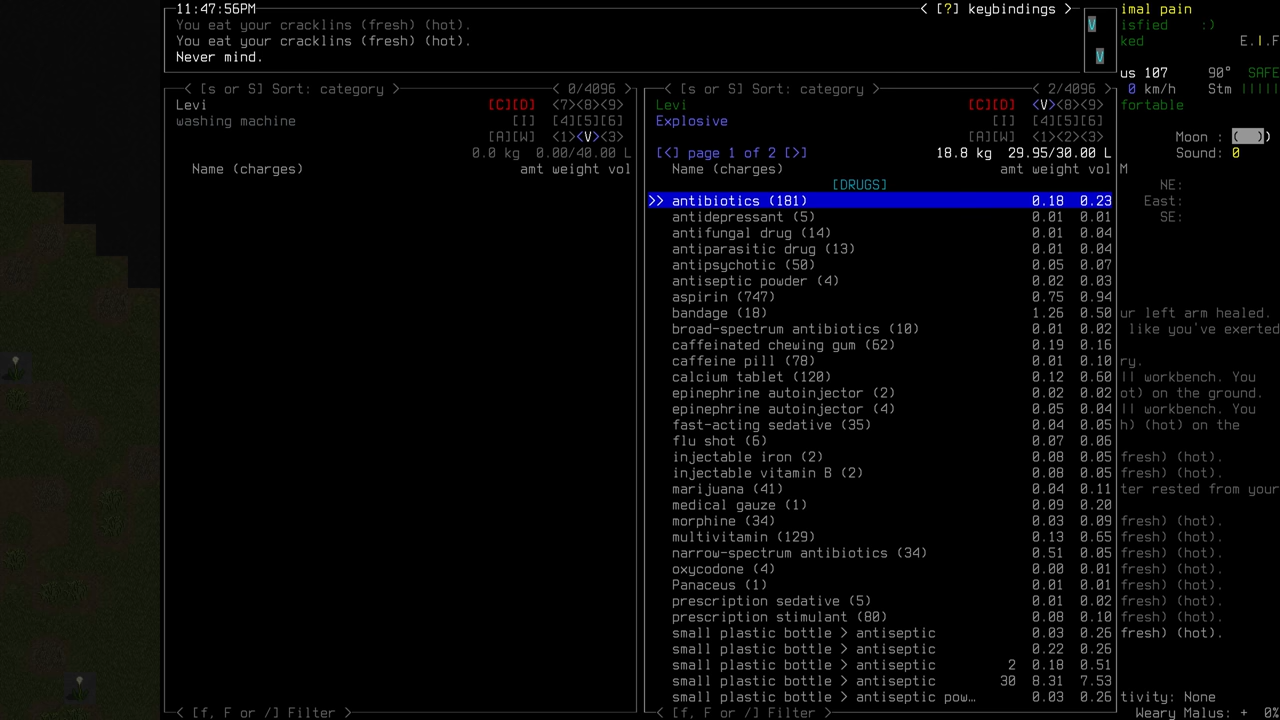 11:47:56PM < [?] keybindings >
You eat your cracklins (fresh) (hot).
You eat your cracklins (fresh) (hot).
Never mind.
V
V
imal pain
isfied :)
ked E.I.F
us 107 90° SAFE
0 km/h Stm |||||
fortable
Moon : ( )
Sound: 0
M
NE:
East:
SE:
ur left arm healed.
like you've exerted
ry.
ll workbench. You
ot) on the ground.
ll workbench. You
h) (hot) on the
fresh) (hot).
fresh) (hot).
ter rested from your
fresh) (hot).
fresh) (hot).
fresh) (hot).
fresh) (hot).
fresh) (hot).
fresh) (hot).
fresh) (hot).
fresh) (hot).
tivity: None
Weary Malus: + 0%
< [s or S] Sort: category > < 0/4096 >
Levi [C][D] <7><8><9>
washing machine [I] [4][5][6]
[A][W] <1><V><3>
0.0 kg 0.00/40.00 L
Name (charges) amt weight vol
< [f, F or /] Filter >
< [s or S] Sort: category > < 2/4096 >
Levi [C][D] <V><8><9>
Explosive [I] [4][5][6]
[A][W] <1><2><3>
[<] page 1 of 2 [>] 18.8 kg 29.95/30.00 L
Name (charges) amt weight vol
[DRUGS]
>> antibiotics (181) 0.18 0.23
antidepressant (5) 0.01 0.01
antifungal drug (14) 0.01 0.04
antiparasitic drug (13) 0.01 0.04
antipsychotic (50) 0.05 0.07
antiseptic powder (4) 0.02 0.03
aspirin (747) 0.75 0.94
bandage (18) 1.26 0.50
broad-spectrum antibiotics (10) 0.01 0.02
caffeinated chewing gum (62) 0.19 0.16
caffeine pill (78) 0.01 0.10
calcium tablet (120) 0.12 0.60
epinephrine autoinjector (2) 0.02 0.02
epinephrine autoinjector (4) 0.05 0.04
fast-acting sedative (35) 0.04 0.05
flu shot (6) 0.07 0.06
injectable iron (2) 0.08 0.05
injectable vitamin B (2) 0.08 0.05
marijuana (41) 0.04 0.11
medical gauze (1) 0.09 0.20
morphine (34) 0.03 0.09
multivitamin (129) 0.13 0.65
narrow-spectrum antibiotics (34) 0.51 0.05
oxycodone (4) 0.00 0.01
Panaceus (1) 0.01 0.01
prescription sedative (5) 0.01 0.02
prescription stimulant (80) 0.08 0.10
small plastic bottle > antiseptic 0.03 0.26
small plastic bottle > antiseptic 0.22 0.26
small plastic bottle > antiseptic 2 0.18 0.51
small plastic bottle > antiseptic 30 8.31 7.53
small plastic bottle > antiseptic pow… 0.03 0.26
< [f, F or /] Filter >